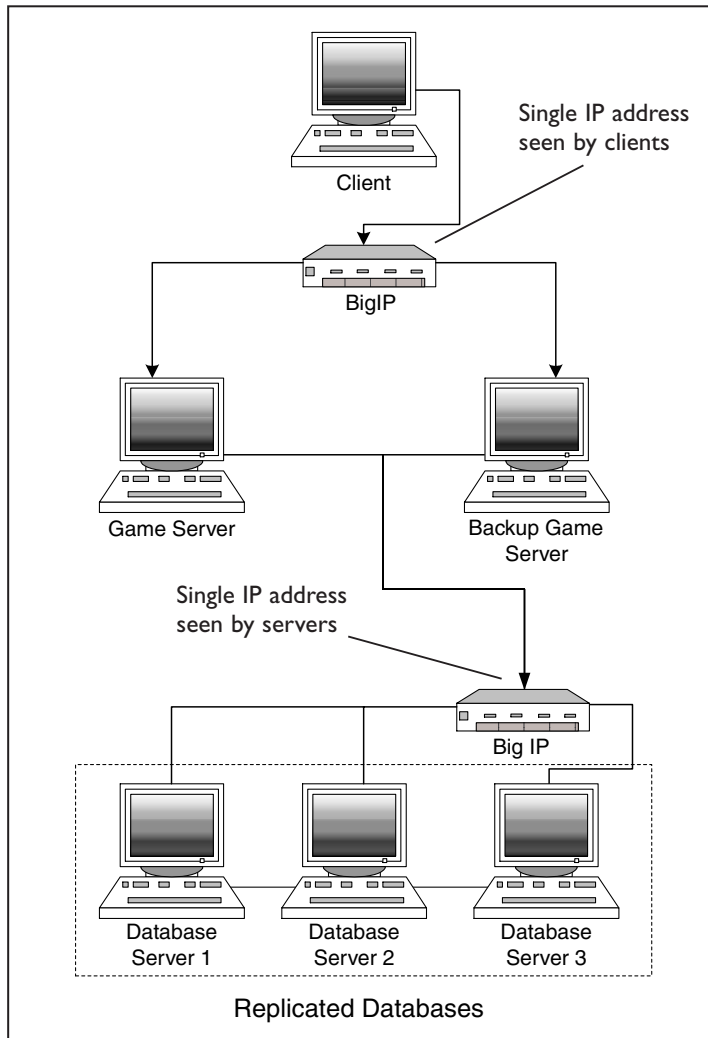 Single IP address
seen by clients
Client
BigIP
Game Server
Backup Game
Server
Single IP address
seen by servers
Big IP
Database
Server 1
Database
Server 2
Database
Server 3
Replicated Databases